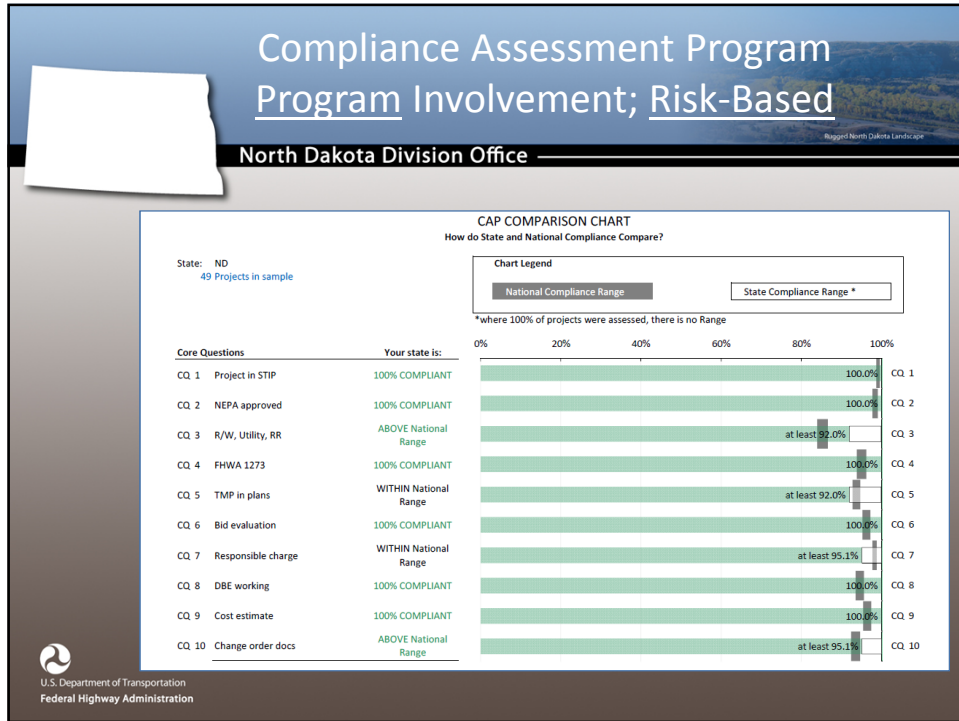 Compliance Assessment Program
Program Involvement; Risk-Based
Rugged North Dakota Landscape
North Dakota Division Office
CAP COMPARISON CHART
How do State and National Compliance Compare?
State: ND
49 Projects in sample
Chart Legend
National Compliance Range
State Compliance Range *
*where 100% of projects were assessed, there is no Range
Core Questions Your state is: 0% 20% 40% 60% 80% 100%
CQ 1 Project in STIP 100% COMPLIANT 100.0% CQ 1
CQ 2 NEPA approved 100% COMPLIANT 100.0% CQ 2
CQ 3 R/W, Utility, RR ABOVE National Range at least 92.0% CQ 3
CQ 4 FHWA 1273 100% COMPLIANT 100.0% CQ 4
CQ 5 TMP in plans WITHIN National Range at least 92.0% CQ 5
CQ 6 Bid evaluation 100% COMPLIANT 100.0% CQ 6
CQ 7 Responsible charge WITHIN National Range at least 95.1% CQ 7
CQ 8 DBE working 100% COMPLIANT 100.0% CQ 8
CQ 9 Cost estimate 100% COMPLIANT 100.0% CQ 9
CQ 10 Change order docs ABOVE National Range at least 95.1% CQ 10
U.S. Department of Transportation
Federal Highway Administration